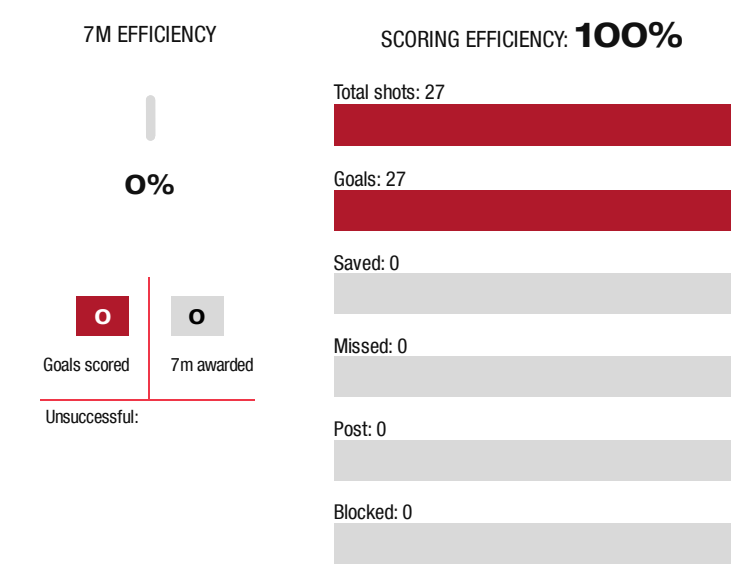 7M EFFICIENCY
0%
0
0
Goals scored
7m awarded
Unsuccessful:
SCORING EFFICIENCY: 100%
Total shots: 27
Goals: 27
Saved: 0
Missed: 0
Post: 0
Blocked: 0